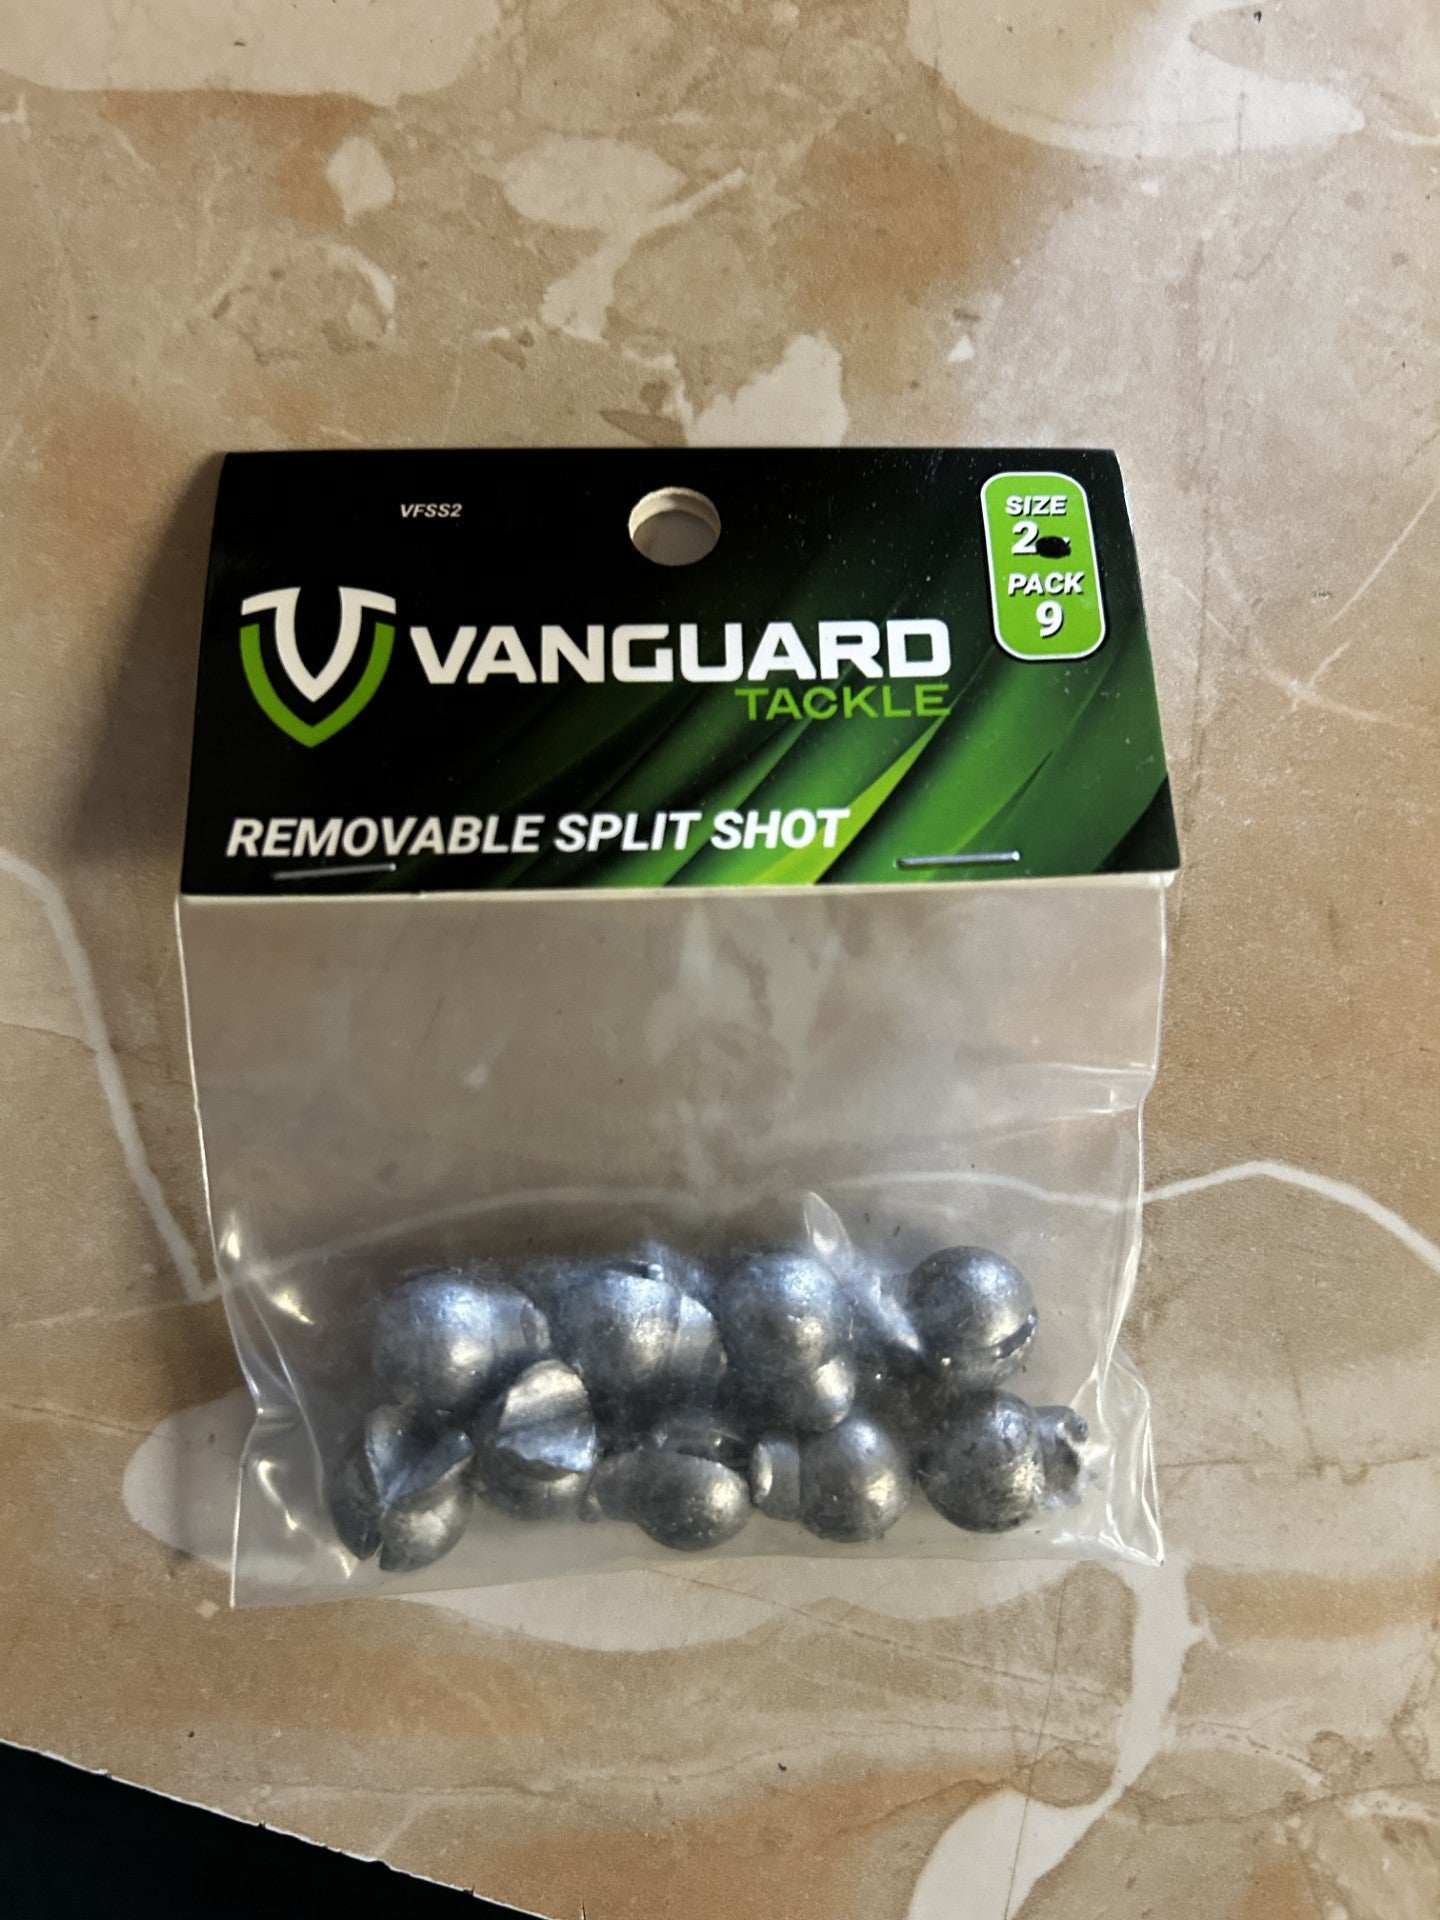 VFSS2
SIZE
2
PACK
9
VANGUARD
TACKLE
REMOVABLE SPLIT SHOT